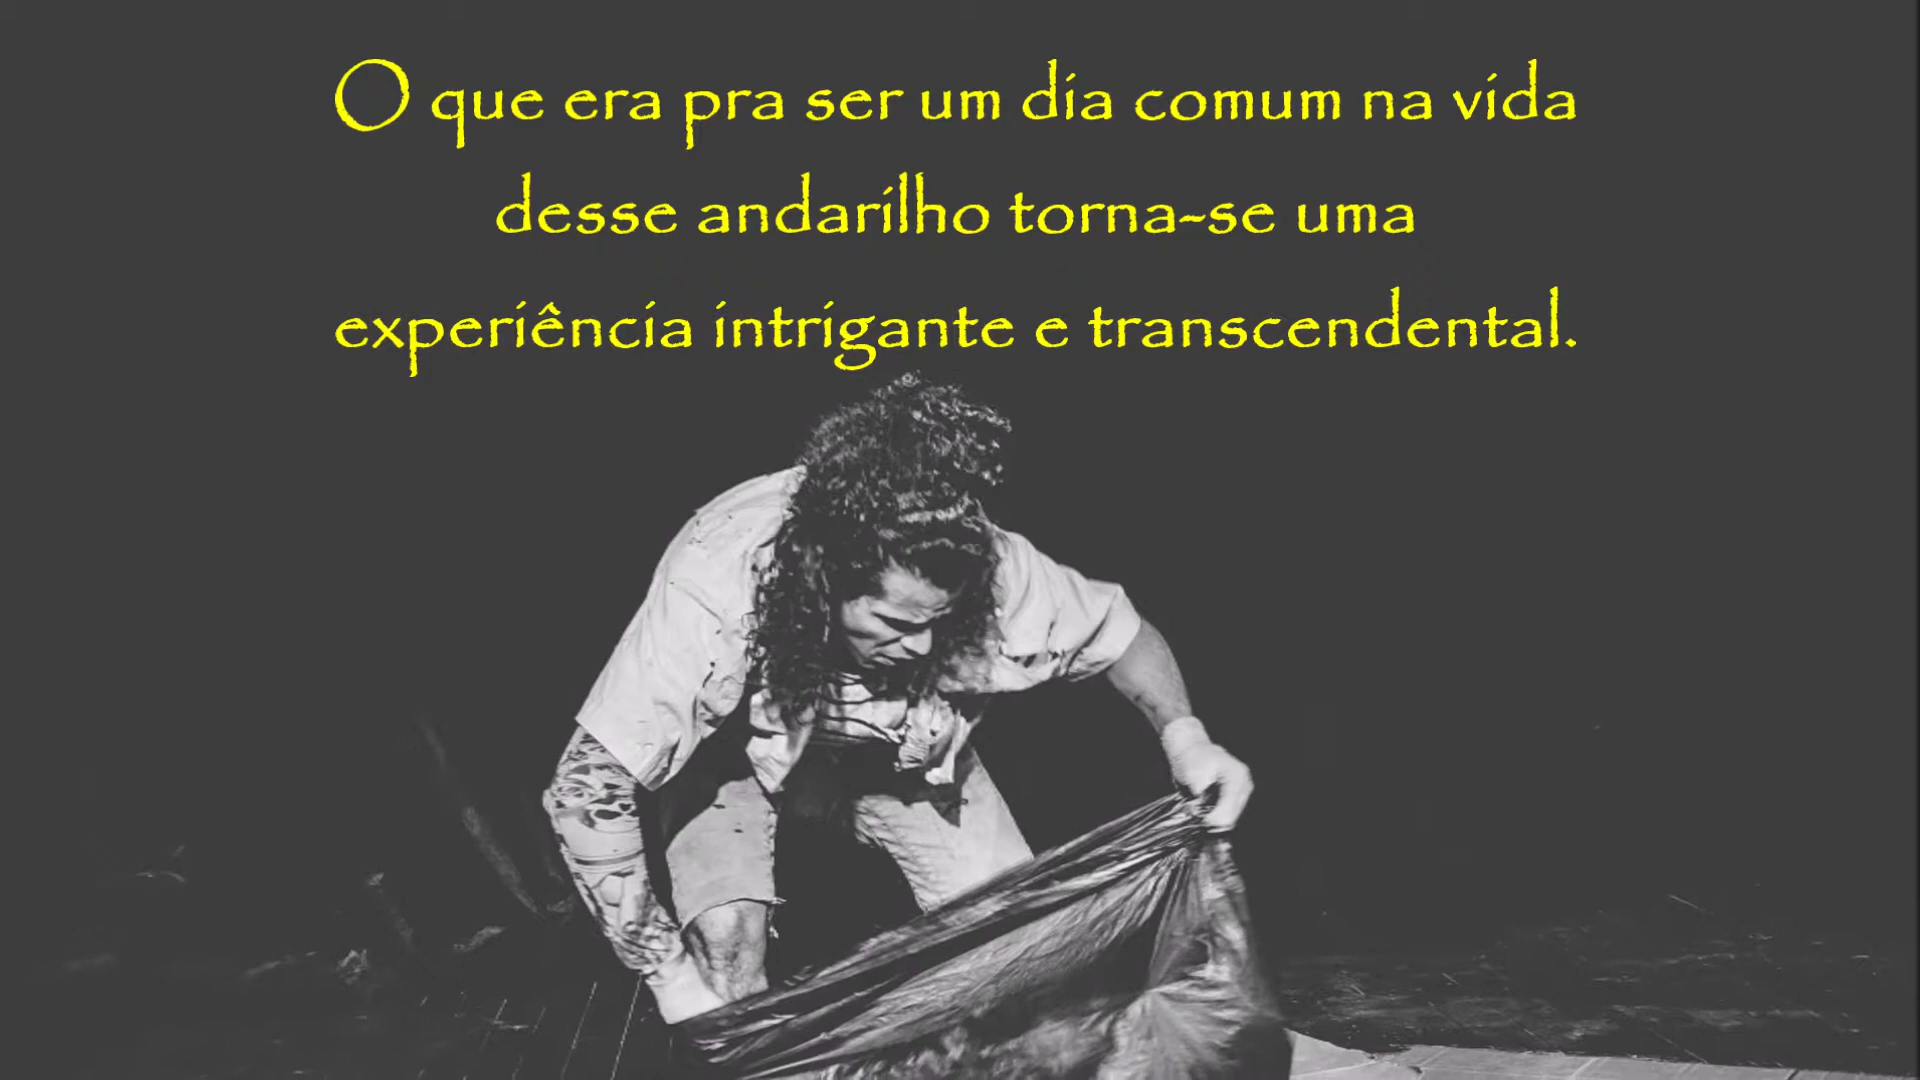 O que era pra ser um dia comum na vida
desse andarilho torna-se uma
experiência intrigante e transcendental.